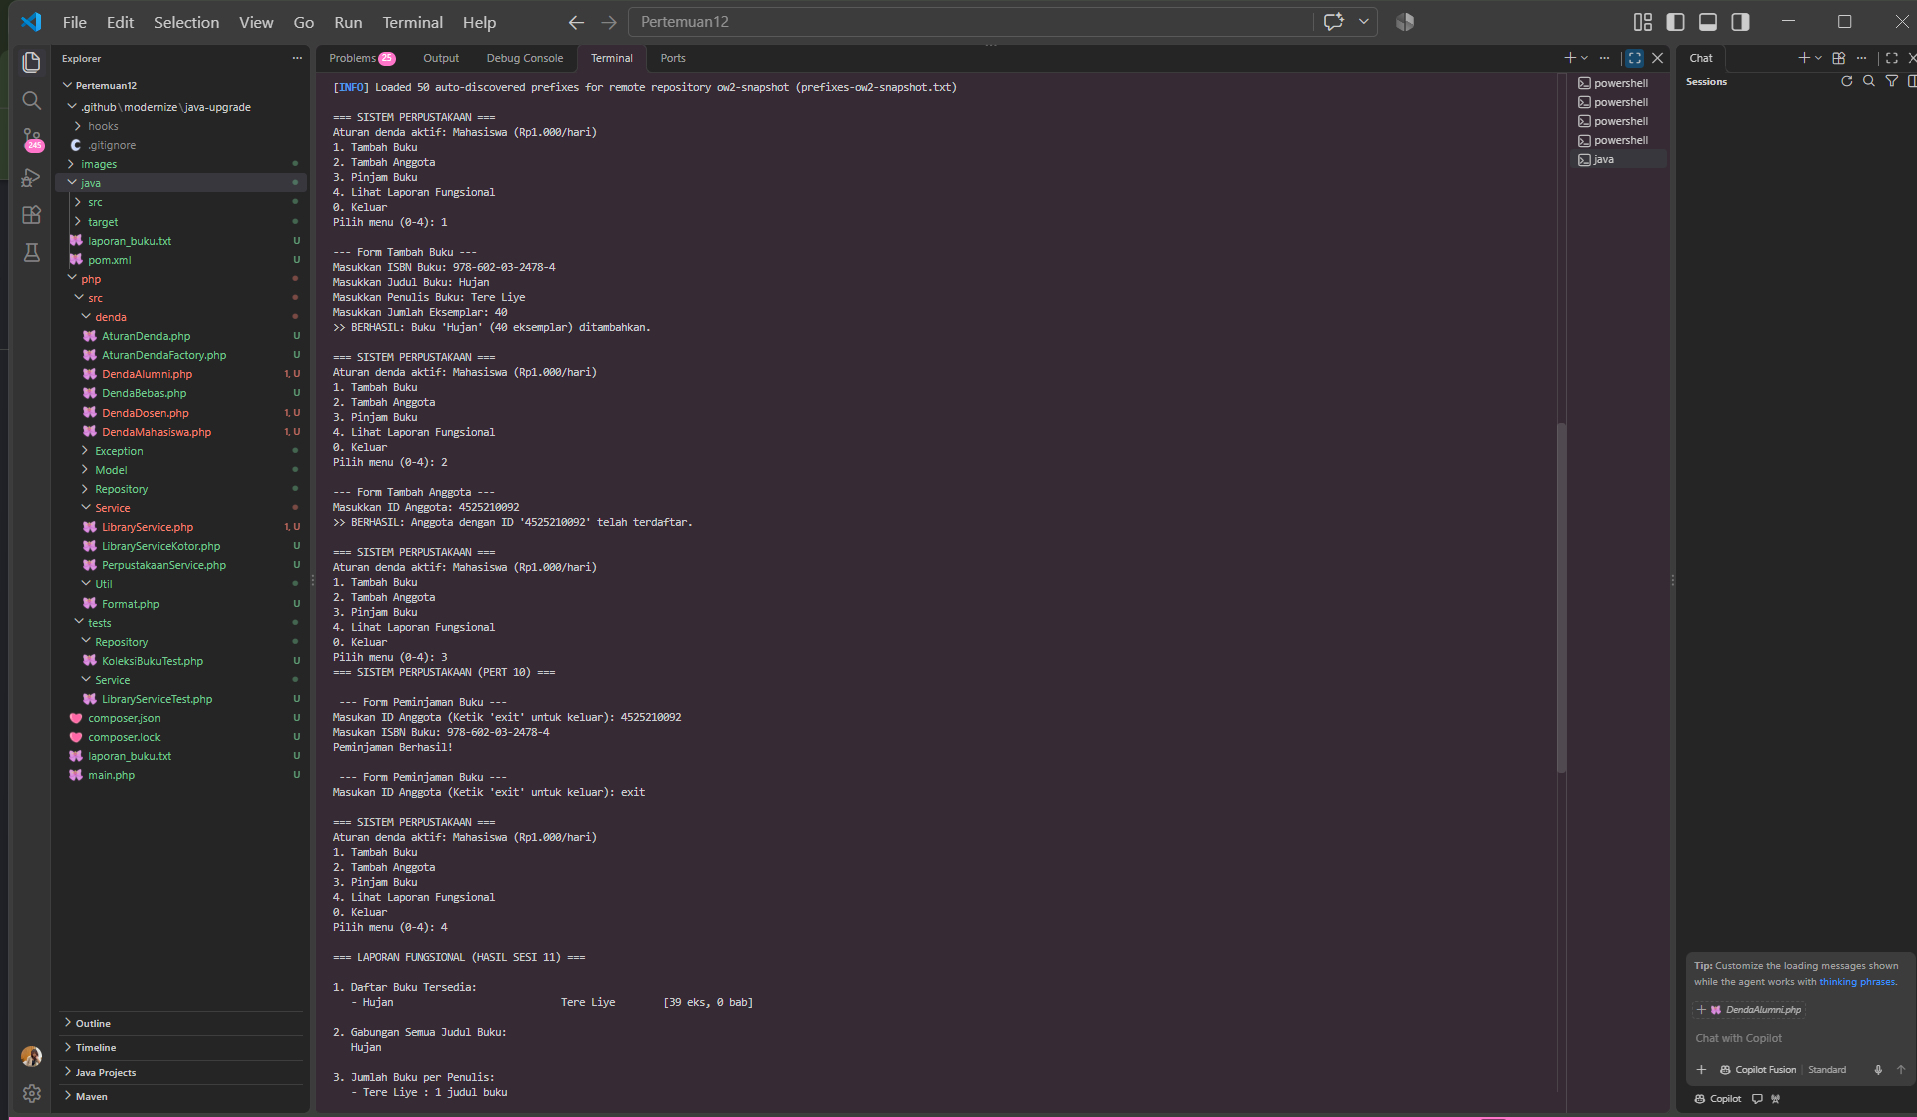 File Edit Selection View Go Run Terminal Help
Pertemuan12
Explorer
Pertemuan12
.github\modernize\java-upgrade
hooks
.gitignore
images
java
src
target
laporan_buku.txt U
pom.xml U
php
src
denda
AturanDenda.php U
AturanDendaFactory.php U
DendaAlumni.php 1, U
DendaBebas.php U
DendaDosen.php 1, U
DendaMahasiswa.php 1, U
Exception
Model
Repository
Service
LibraryService.php 1, U
LibraryServiceKotor.php U
PerpustakaanService.php U
Util
Format.php U
tests
Repository
KoleksiBukuTest.php U
Service
LibraryServiceTest.php U
composer.json U
composer.lock U
laporan_buku.txt U
main.php U
Outline
Timeline
Java Projects
Maven
245
Problems 25 Output Debug Console Terminal Ports
[INFO] Loaded 50 auto-discovered prefixes for remote repository ow2-snapshot (prefixes-ow2-snapshot.txt)
=== SISTEM PERPUSTAKAAN ===
Aturan denda aktif: Mahasiswa (Rp1.000/hari)
1. Tambah Buku
2. Tambah Anggota
3. Pinjam Buku
4. Lihat Laporan Fungsional
0. Keluar
Pilih menu (0-4): 1
--- Form Tambah Buku ---
Masukkan ISBN Buku: 978-602-03-2478-4
Masukkan Judul Buku: Hujan
Masukkan Penulis Buku: Tere Liye
Masukkan Jumlah Eksemplar: 40
>> BERHASIL: Buku 'Hujan' (40 eksemplar) ditambahkan.
=== SISTEM PERPUSTAKAAN ===
Aturan denda aktif: Mahasiswa (Rp1.000/hari)
1. Tambah Buku
2. Tambah Anggota
3. Pinjam Buku
4. Lihat Laporan Fungsional
0. Keluar
Pilih menu (0-4): 2
--- Form Tambah Anggota ---
Masukkan ID Anggota: 4525210092
>> BERHASIL: Anggota dengan ID '4525210092' telah terdaftar.
=== SISTEM PERPUSTAKAAN ===
Aturan denda aktif: Mahasiswa (Rp1.000/hari)
1. Tambah Buku
2. Tambah Anggota
3. Pinjam Buku
4. Lihat Laporan Fungsional
0. Keluar
Pilih menu (0-4): 3
=== SISTEM PERPUSTAKAAN (PERT 10) ===
--- Form Peminjaman Buku ---
Masukan ID Anggota (Ketik 'exit' untuk keluar): 4525210092
Masukan ISBN Buku: 978-602-03-2478-4
Peminjaman Berhasil!
--- Form Peminjaman Buku ---
Masukan ID Anggota (Ketik 'exit' untuk keluar): exit
=== SISTEM PERPUSTAKAAN ===
Aturan denda aktif: Mahasiswa (Rp1.000/hari)
1. Tambah Buku
2. Tambah Anggota
3. Pinjam Buku
4. Lihat Laporan Fungsional
0. Keluar
Pilih menu (0-4): 4
=== LAPORAN FUNGSIONAL (HASIL SESI 11) ===
1. Daftar Buku Tersedia:
- Hujan Tere Liye [39 eks, 0 bab]
2. Gabungan Semua Judul Buku:
Hujan
3. Jumlah Buku per Penulis:
- Tere Liye : 1 judul buku
powershell
powershell
powershell
powershell
java
Chat
Sessions
Tip: Customize the loading messages shown
while the agent works with thinking phrases.
DendaAlumni.php
Chat with Copilot
Copilot Fusion Standard
Copilot